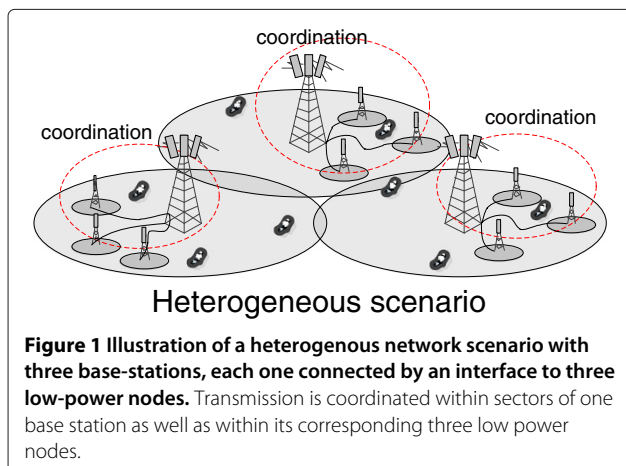 coordination
coordination
coordination
Heterogeneous scenario
Figure 1 Illustration of a heterogenous network scenario with
three base-stations, each one connected by an interface to three
low-power nodes. Transmission is coordinated within sectors of one
base station as well as within its corresponding three low power
nodes.